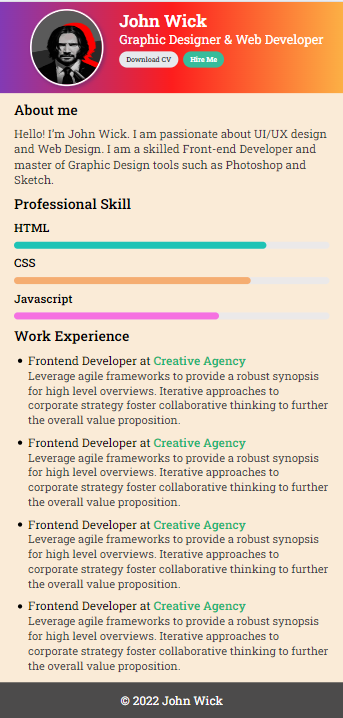 John Wick
Graphic Designer & Web Developer
Download CV
Hire Me
About me
Hello! I'm John Wick. I am passionate about UI/UX design
and Web Design. I am a skilled Front-end Developer and
master of Graphic Design tools such as Photoshop and
Sketch.
Professional Skill
HTML
CSS
Javascript
Work Experience
Frontend Developer at Creative Agency
Leverage agile frameworks to provide a robust synopsis
for high level overviews. Iterative approaches to
corporate strategy foster collaborative thinking to further
the overall value proposition.
Frontend Developer at Creative Agency
Leverage agile frameworks to provide a robust synopsis
for high level overviews. Iterative approaches to
corporate strategy foster collaborative thinking to further
the overall value proposition.
Frontend Developer at Creative Agency
Leverage agile frameworks to provide a robust synopsis
for high level overviews. Iterative approaches to
corporate strategy foster collaborative thinking to further
the overall value proposition.
Frontend Developer at Creative Agency
Leverage agile frameworks to provide a robust synopsis
for high level overviews. Iterative approaches to
corporate strategy foster collaborative thinking to further
the overall value proposition.
© 2022 John Wick